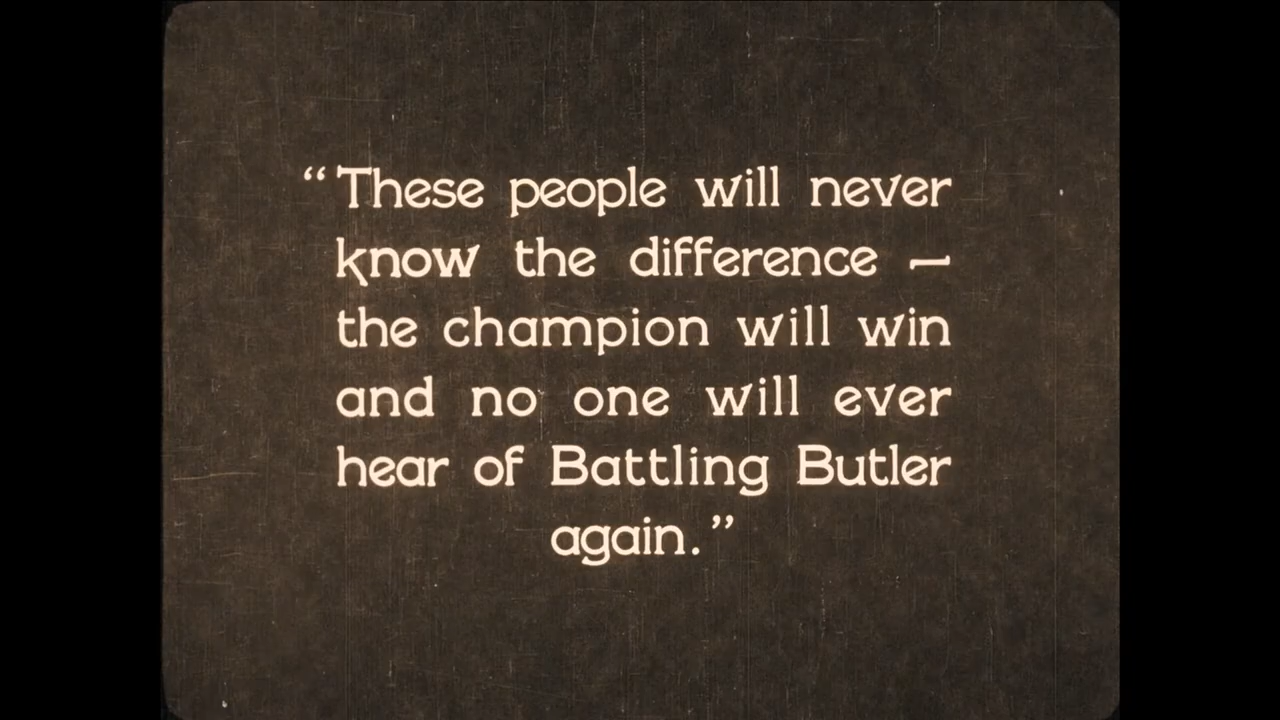 “These people will never
know the difference —
the champion will win
and no one will ever
hear of Battling Butler
again.”